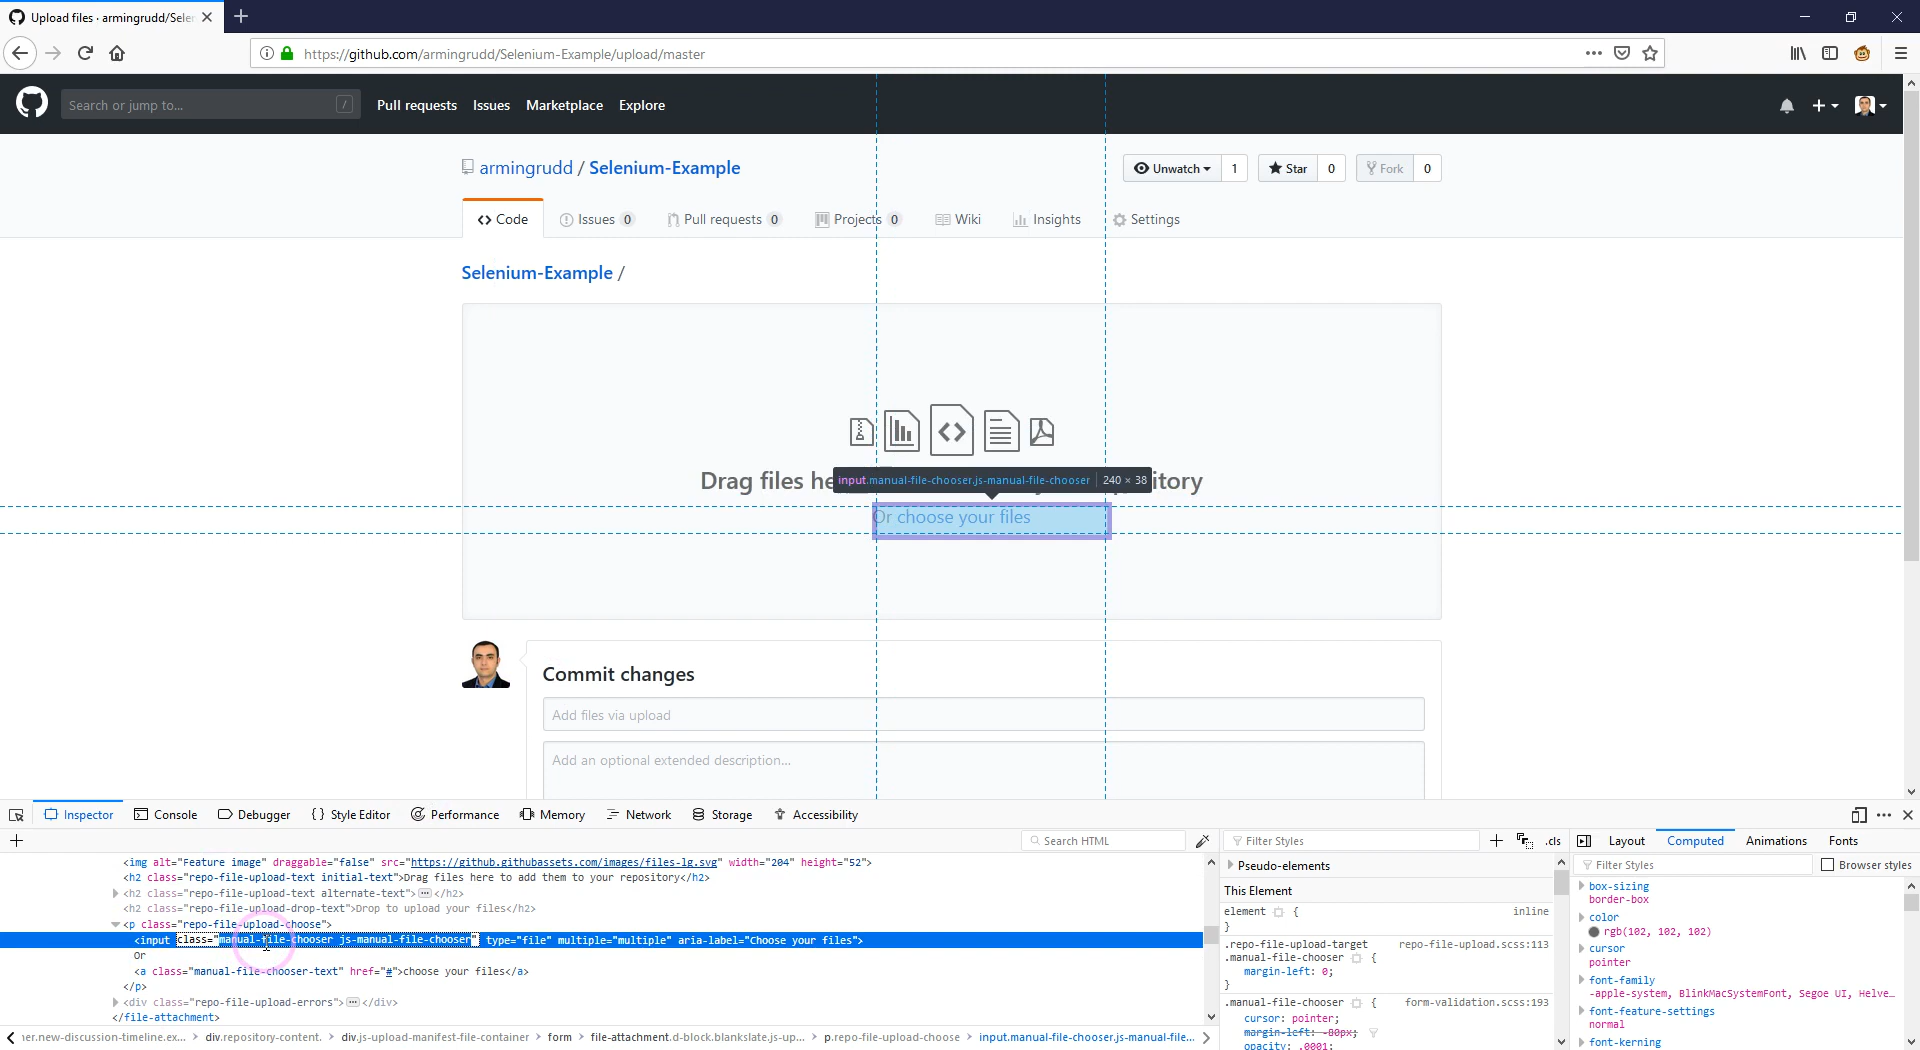 Upload files · armingrudd/Sele
https://github.com/armingrudd/Selenium-Example/upload/master
Search or jump to... / Pull requests Issues Marketplace Explore
armingrudd / Selenium-Example Unwatch 1 Star 0 Fork 0
Code Issues 0 Pull requests 0 Projects 0 Wiki Insights Settings
Selenium-Example /
Drag files he itory
input.manual-file-chooser.js-manual-file-chooser 240 × 38
Or choose your files
Commit changes
Add files via upload
Add an optional extended description...
Inspector Console Debugger {} Style Editor Performance Memory Network Storage Accessibility
Search HTML
<img alt="Feature image" draggable="false" src="https://github.githubassets.com/images/files-lg.svg" width="204" height="52">
<h2 class="repo-file-upload-text initial-text">Drag files here to add them to your repository</h2>
<h2 class="repo-file-upload-text alternate-text"></h2>
<h2 class="repo-file-upload-drop-text">Drop to upload your files</h2>
<p class="repo-file-upload-choose">
<input class="manual-file-chooser js-manual-file-chooser" type="file" multiple="multiple" aria-label="Choose your files">
Or
<a class="manual-file-chooser-text" href="#">choose your files</a>
</p>
<div class="repo-file-upload-errors"></div>
</file-attachment>
ner.new-discussion-timeline.ex... div.repository-content. div.js-upload-manifest-file-container form file-attachment.d-block.blankslate.js-up... p.repo-file-upload-choose input.manual-file-chooser.js-manual-file...
Filter Styles + .cls
Pseudo-elements
This Element
element { inline
}
.repo-file-upload-target repo-file-upload.scss:113
.manual-file-chooser {
margin-left: 0;
}
.manual-file-chooser { form-validation.scss:193
cursor: pointer;
margin-left: -80px;
opacity: .0001;
Layout Computed Animations Fonts
Filter Styles Browser styles
box-sizing
border-box
color
rgb(102, 102, 102)
cursor
pointer
font-family
-apple-system, BlinkMacSystemFont, Segoe UI, Helve...
font-feature-settings
normal
font-kerning